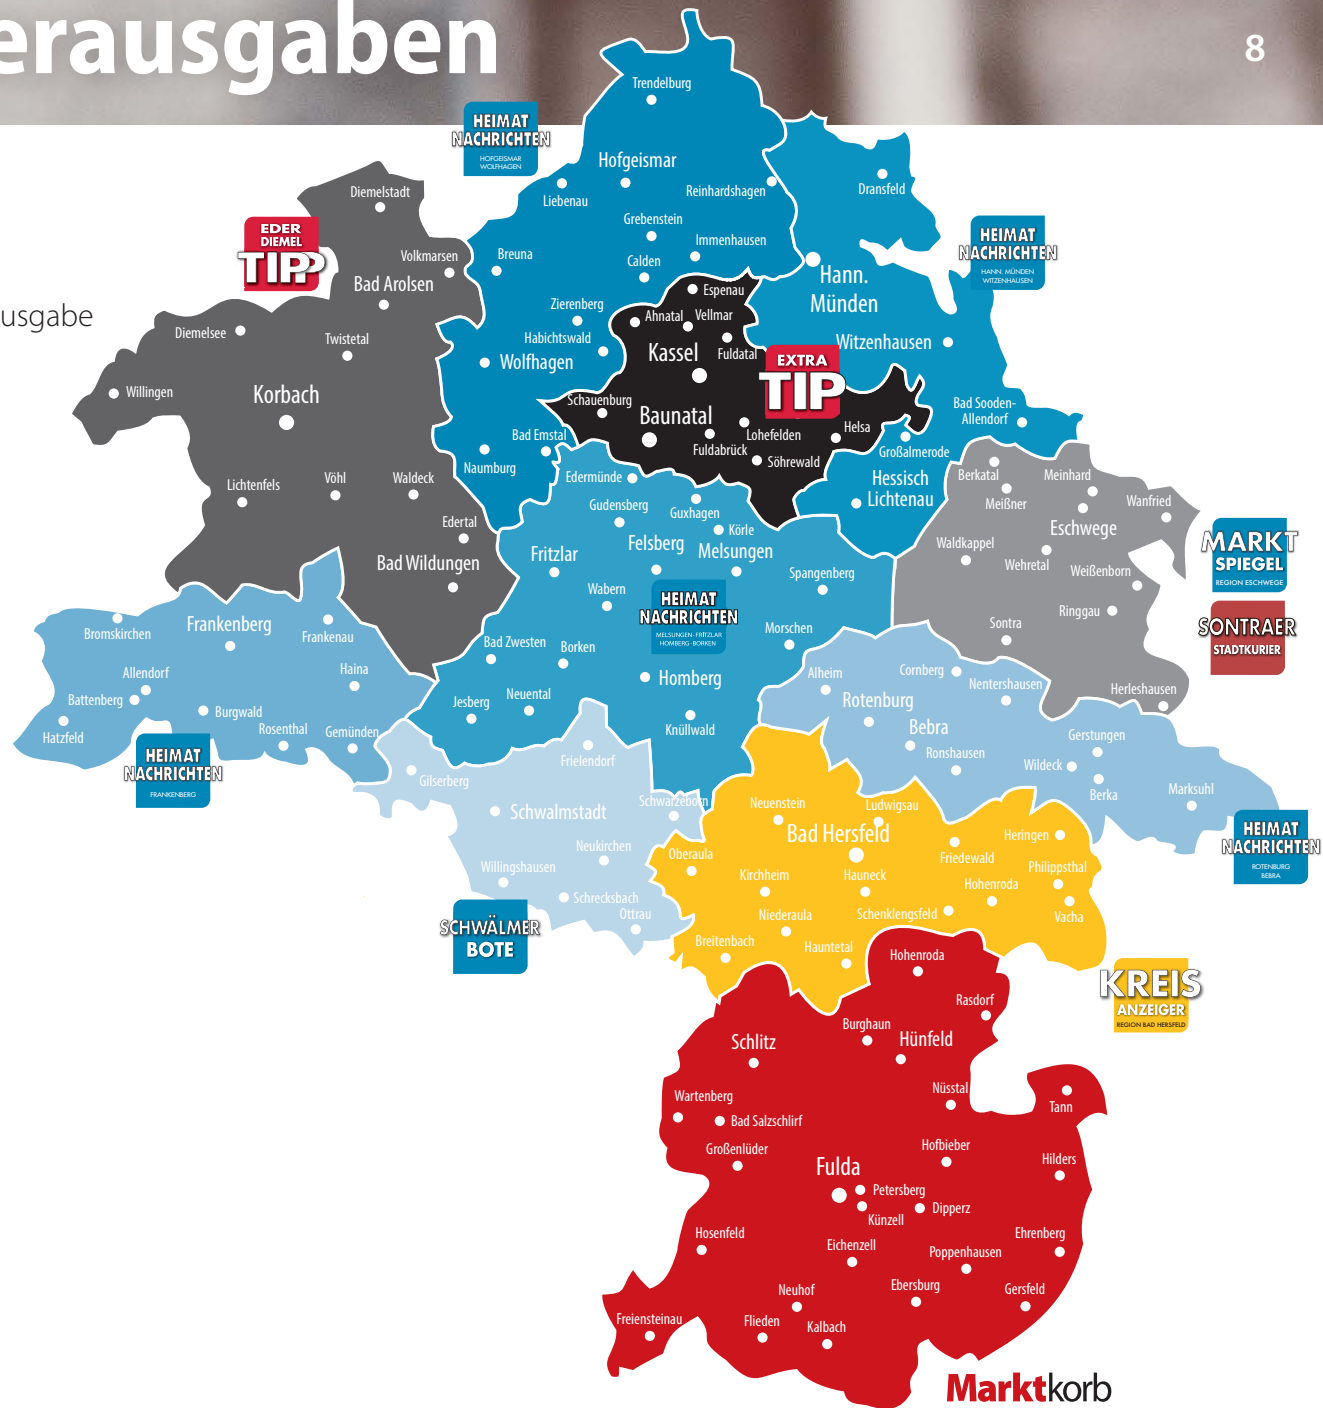 erausgaben
8
usgabe
Trendelburg
HEIMAT
NACHRICHTEN
HOFGEISMAR
WOLFHAGEN
Hofgeismar
Liebenau
Reinhardshagen
Dransfeld
Diemelstadt
Grebenstein
Immenhausen
Calden
Breuna
EDER
DIEMEL
TIPP
Volkmarsen
Bad Arolsen
HEIMAT
NACHRICHTEN
HANN. MÜNDEN
WITZENHAUSEN
Hann.
Münden
Espenau
Zierenberg
Ahnatal
Vellmar
Diemelsee
Twistetal
Habichtswald
Wolfhagen
Kassel
Fuldatal
Witzenhausen
EXTRA
TIP
Willingen
Korbach
Schauenburg
Baunatal
Bad Sooden-
Allendorf
Bad Emstal
Lohefelden
Helsa
Fuldabrück
Söhrewald
Großalmerode
Naumburg
Edermünde
Hessisch
Lichtenau
Berkatal
Meinhard
Meißner
Wanfried
Lichtenfels
Vöhl
Waldeck
Gudensberg
Guxhagen
Edertal
Körle
Eschwege
Bad Wildungen
Fritzlar
Felsberg
Melsungen
Waldkappel
Wehretal
Weißenborn
MARKT
SPIEGEL
REGION ESCHWEGE
Spangenberg
Wabern
HEIMAT
NACHRICHTEN
MELSUNGEN · FRITZLAR
HOMBERG · BORKEN
Ringgau
Sontra
SONTRAER
STADTKURIER
Bromskirchen
Frankenberg
Frankenau
Bad Zwesten
Borken
Morschen
Allendorf
Haina
Homberg
Alheim
Cornberg
Nentershausen
Herleshausen
Battenberg
Burgwald
Jesberg
Neuental
Rotenburg
Hatzfeld
Rosenthal
Gemünden
Knüllwald
Bebra
Gerstungen
HEIMAT
NACHRICHTEN
FRANKENBERG
Gilserberg
Frielendorf
Ronshausen
Wildeck
Berka
Marksuhl
Schwalmstadt
Schwarzeborn
Neuenstein
Ludwigsau
HEIMAT
NACHRICHTEN
ROTENBURG
BEBRA
Bad Hersfeld
Heringen
Neukirchen
Oberaula
Friedewald
Philippsthal
Willingshausen
Kirchheim
Hauneck
Hohenroda
Schrecksbach
Ottrau
Niederaula
Schenklengsfeld
Vacha
SCHWÄLMER
BOTE
Breitenbach
Hauntetal
Hohenroda
KREIS
ANZEIGER
REGION BAD HERSFELD
Rasdorf
Burghaun
Hünfeld
Schlitz
Nüsstal
Wartenberg
Tann
Bad Salzschlirf
Großenlüder
Hofbieber
Hilders
Fulda
Petersberg
Dipperz
Künzell
Hosenfeld
Eichenzell
Ehrenberg
Poppenhausen
Neuhof
Ebersburg
Gersfeld
Freiensteinau
Flieden
Kalbach
Marktkorb